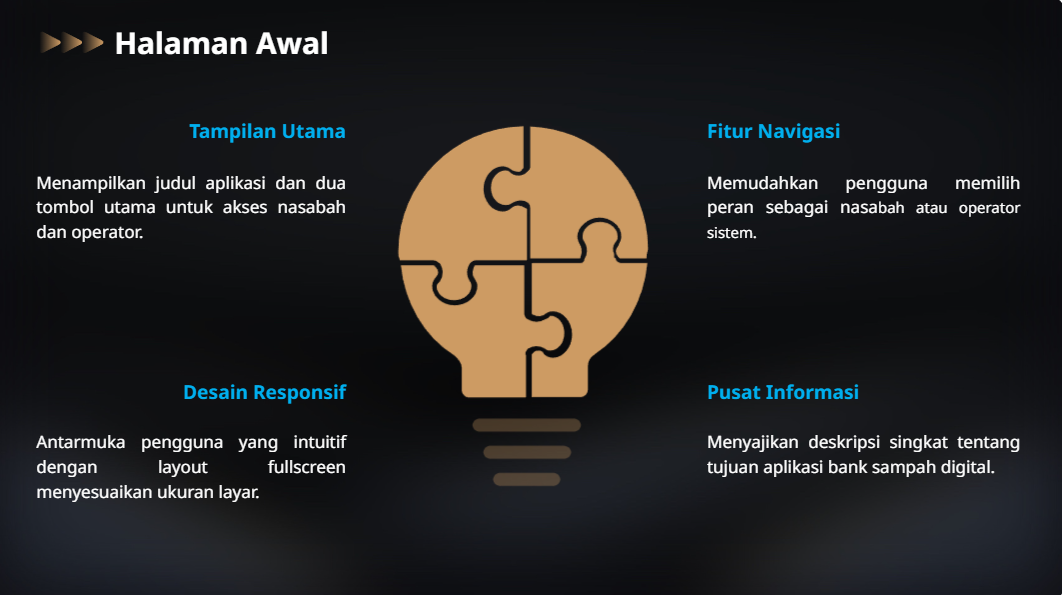 Halaman Awal
Tampilan Utama
Menampilkan judul aplikasi dan dua
tombol utama untuk akses nasabah
dan operator.
Fitur Navigasi
Memudahkan pengguna memilih
peran sebagai nasabah atau operator
sistem.
Desain Responsif
Antarmuka pengguna yang intuitif
dengan layout fullscreen
menyesuaikan ukuran layar.
Pusat Informasi
Menyajikan deskripsi singkat tentang
tujuan aplikasi bank sampah digital.